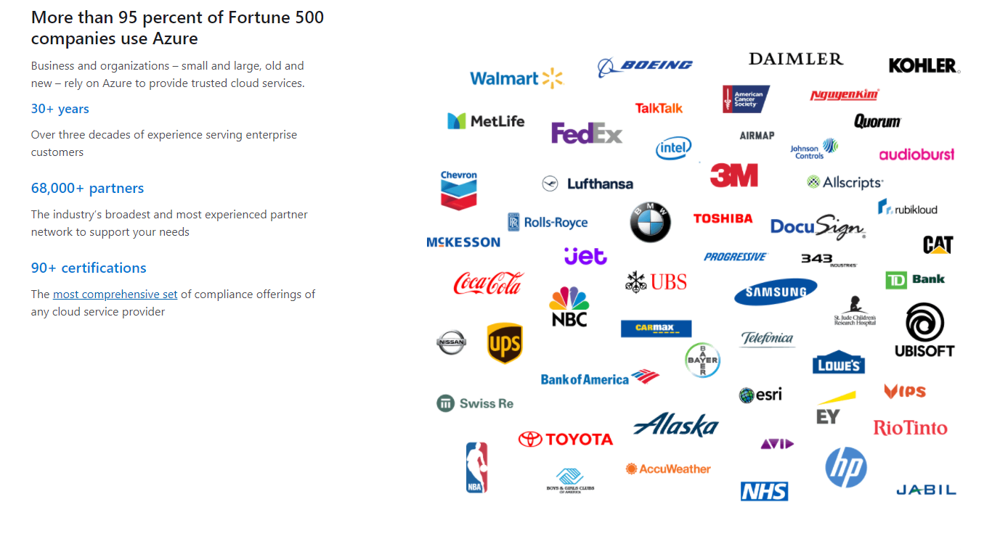 More than 95 percent of Fortune 500
companies use Azure
Business and organizations – small and large, old and
new – rely on Azure to provide trusted cloud services.
30+ years
Over three decades of experience serving enterprise
customers
68,000+ partners
The industry's broadest and most experienced partner
network to support your needs
90+ certifications
The most comprehensive set of compliance offerings of
any cloud service provider
Walmart
BOEING
DAIMLER
KOHLER
American
Cancer
Society
NguyenKim
TalkTalk
MetLife
FedEx
Quorum
AIRMAP
intel
Johnson
Controls
audioburst
Chevron
Lufthansa
3M
Allscripts
rubikloud
Rolls-Royce
BMW
TOSHIBA
DocuSign
MCKESSON
CAT
jet
PROGRESSIVE
343
INDUSTRIES
Coca-Cola
UBS
SAMSUNG
TD Bank
NBC
St. Jude Children's
Research Hospital
UBISOFT
NISSAN
ups
CARMAX
Telefónica
BAYER
BAYER
LOWE'S
Bank of America
esri
VIPS
Swiss Re
EY
Alaska
RioTinto
TOYOTA
AVID
NBA
BOYS & GIRLS CLUBS
OF AMERICA
AccuWeather
hp
NHS
JABIL